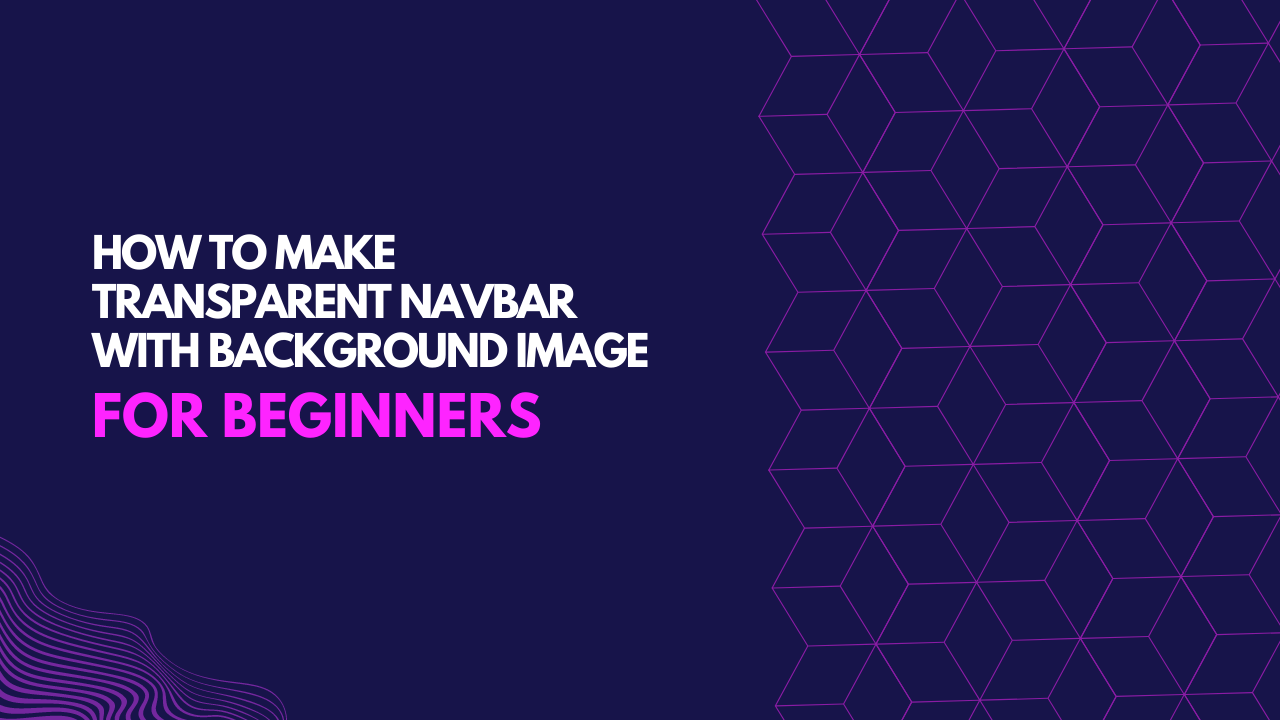 HOW TO MAKE
TRANSPARENT NAVBAR
WITH BACKGROUND IMAGE
FOR BEGINNERS